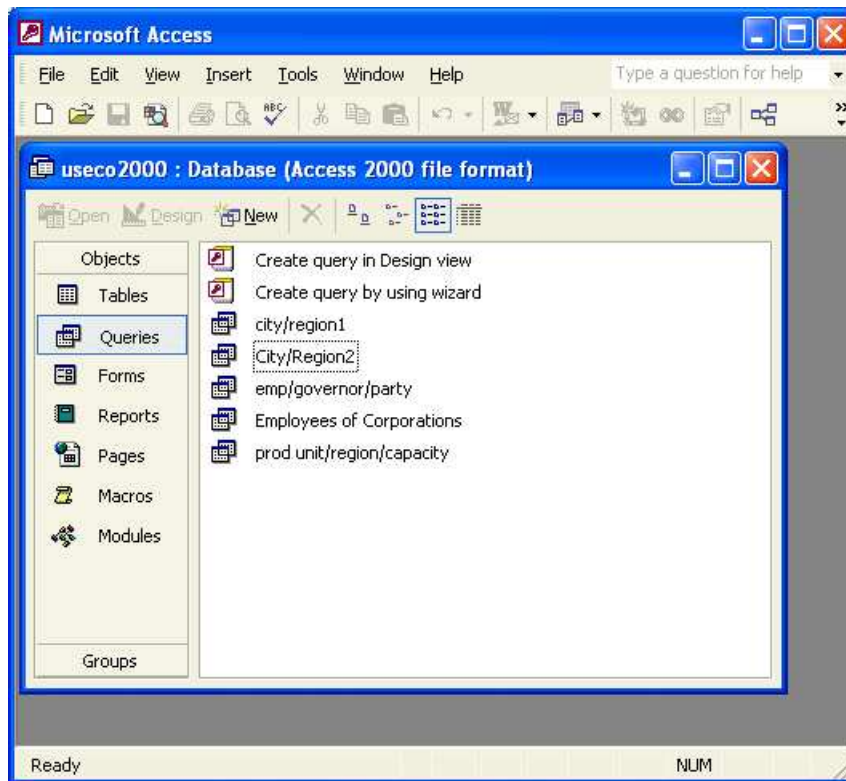 Microsoft Access
File Edit View Insert Tools Window Help Type a question for help
ABC
useco2000 : Database (Access 2000 file format)
Open Design New
Objects
Tables
Queries
Forms
Reports
Pages
Macros
Modules
Groups
Create query in Design view
Create query by using wizard
city/region1
City/Region2
emp/governor/party
Employees of Corporations
prod unit/region/capacity
Ready NUM